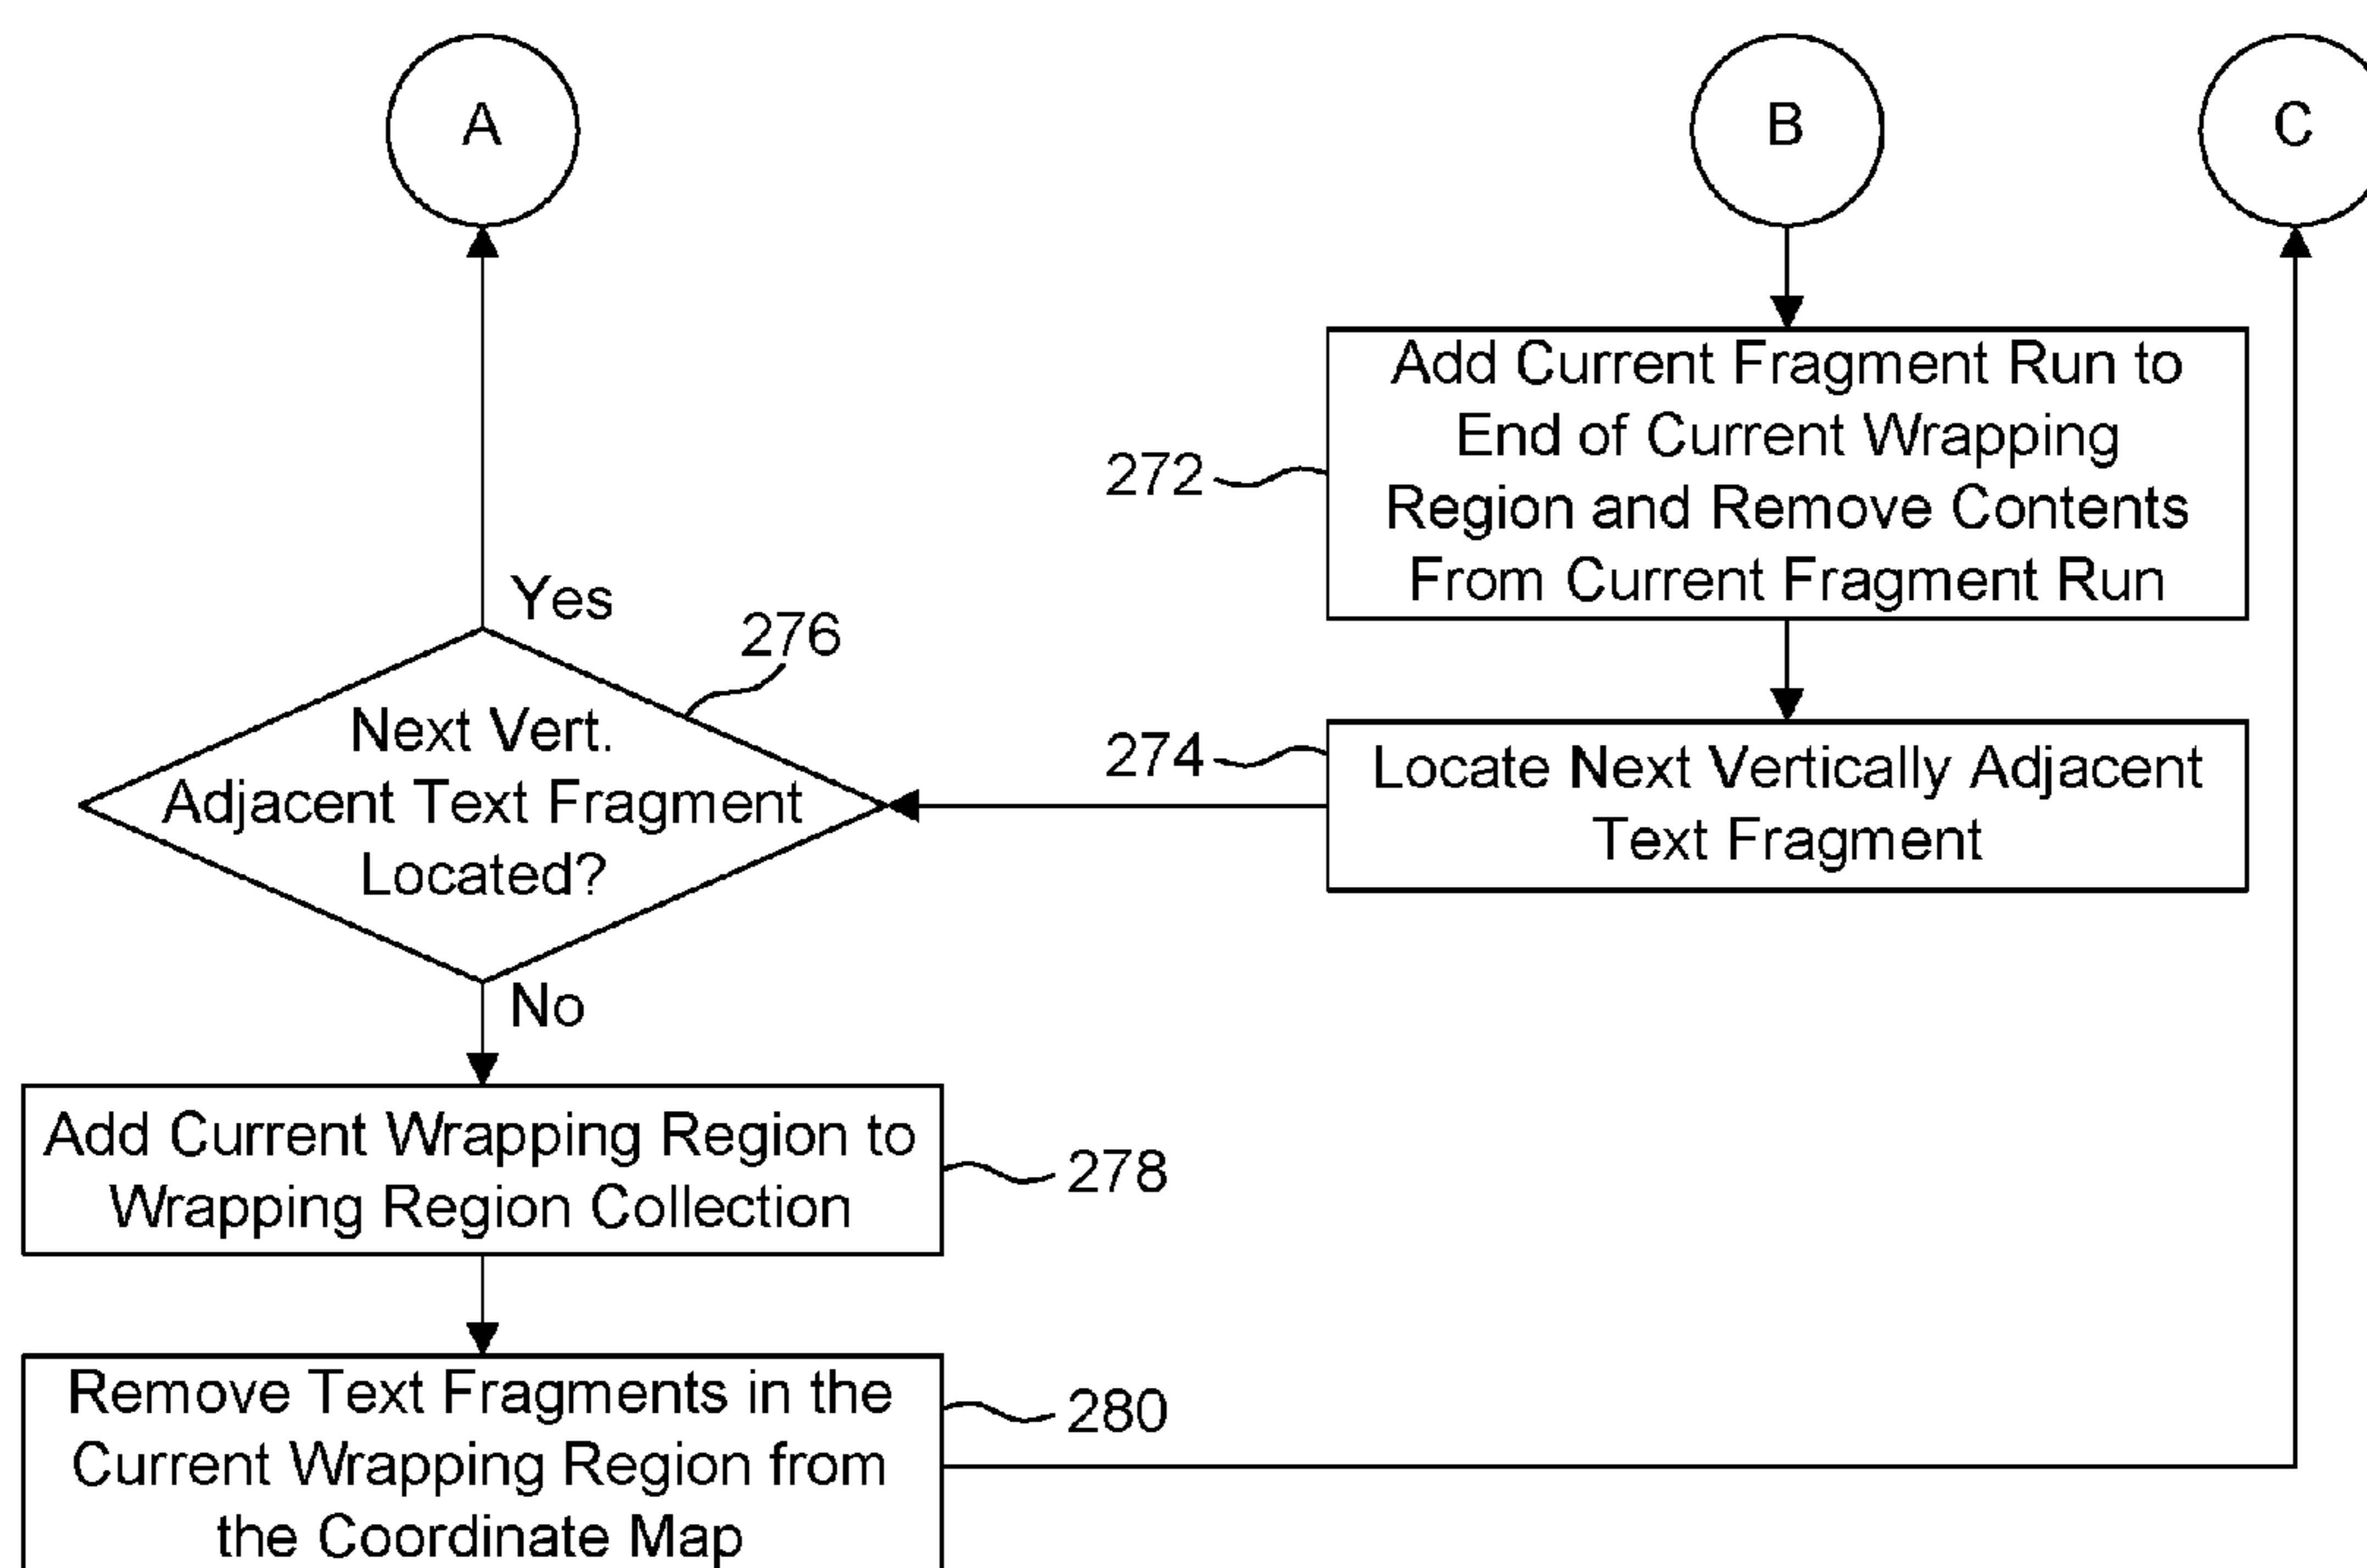 A
B
C
Add Current Fragment Run to
End of Current Wrapping
Region and Remove Contents
From Current Fragment Run
272
Yes
276
Next Vert.
Adjacent Text Fragment
Located?
274
Locate Next Vertically Adjacent
Text Fragment
No
Add Current Wrapping Region to
Wrapping Region Collection
278
Remove Text Fragments in the
Current Wrapping Region from
the Coordinate Map
280